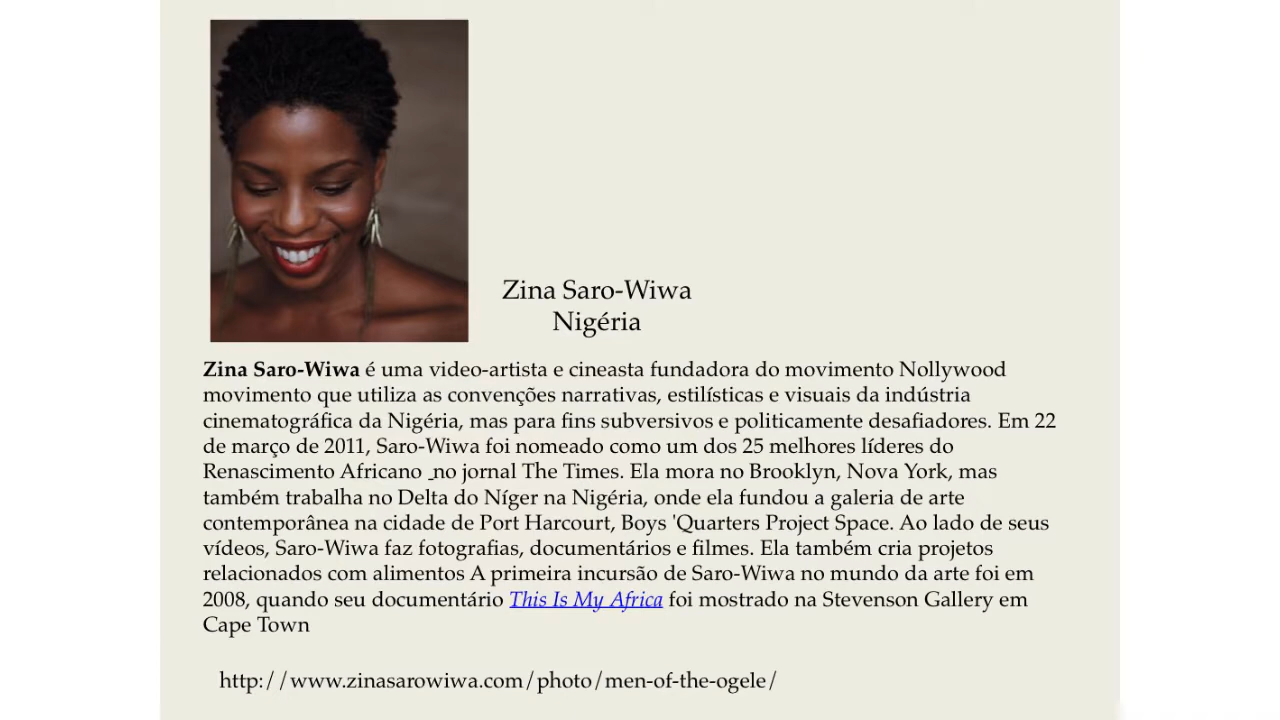 Zina Saro-Wiwa
Nigéria
Zina Saro-Wiwa é uma video-artista e cineasta fundadora do movimento Nollywood
movimento que utiliza as convenções narrativas, estilísticas e visuais da indústria
cinematográfica da Nigéria, mas para fins subversivos e politicamente desafiadores. Em 22
de março de 2011, Saro-Wiwa foi nomeado como um dos 25 melhores líderes do
Renascimento Africano _no jornal The Times. Ela mora no Brooklyn, Nova York, mas
também trabalha no Delta do Níger na Nigéria, onde ela fundou a galeria de arte
contemporânea na cidade de Port Harcourt, Boys 'Quarters Project Space. Ao lado de seus
vídeos, Saro-Wiwa faz fotografias, documentários e filmes. Ela também cria projetos
relacionados com alimentos A primeira incursão de Saro-Wiwa no mundo da arte foi em
2008, quando seu documentário This Is My Africa foi mostrado na Stevenson Gallery em
Cape Town
http://www.zinasarowiwa.com/photo/men-of-the-ogele/